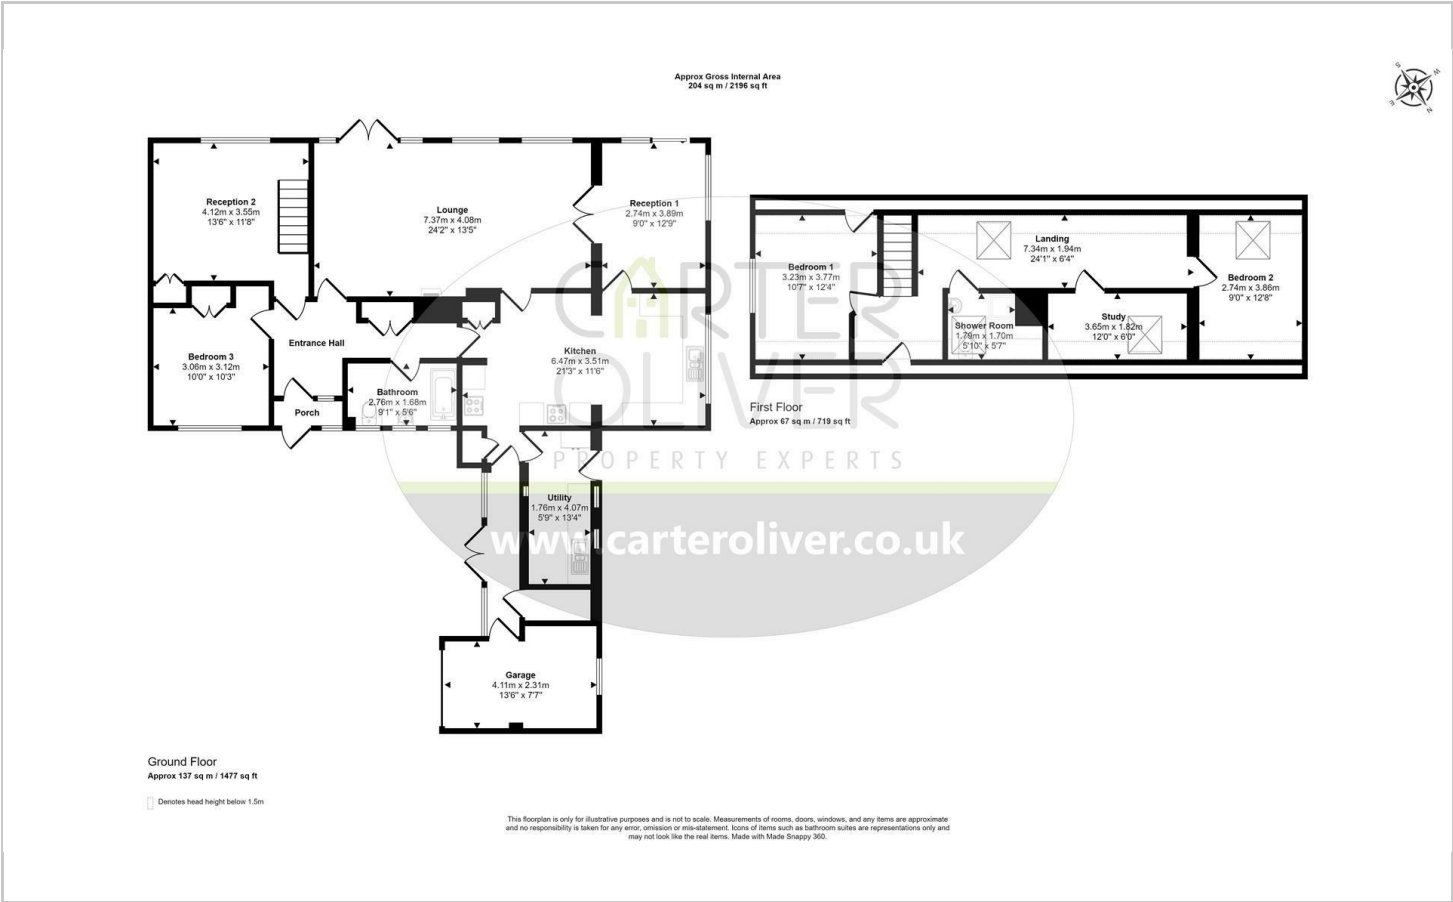 Approx Gross Internal Area
204 sq m / 2196 sq ft
S
W
E
N
Reception 2
4.12m x 3.55m
13'6" x 11'8"
Lounge
7.37m x 4.08m
24'2" x 13'5"
Reception 1
2.74m x 3.89m
9'0" x 12'9"
Bedroom 3
3.06m x 3.12m
10'0" x 10'3"
Entrance Hall
Porch
Bathroom
2.76m x 1.68m
9'1" x 5'6"
Kitchen
6.47m x 3.51m
21'3" x 11'6"
Utility
1.76m x 4.07m
5'9" x 13'4"
Garage
4.11m x 2.31m
13'6" x 7'7"
Bedroom 1
3.23m x 3.77m
10'7" x 12'4"
Landing
7.34m x 1.94m
24'1" x 6'4"
Bedroom 2
2.74m x 3.86m
9'0" x 12'8"
Shower Room
1.79m x 1.70m
5'10" x 5'7"
Study
3.65m x 1.82m
12'0" x 6'0"
First Floor
Approx 67 sq m / 719 sq ft
CARTER
OLIVER
PROPERTY EXPERTS
www.carteroliver.co.uk
Ground Floor
Approx 137 sq m / 1477 sq ft
Denotes head height below 1.5m
This floorplan is only for illustrative purposes and is not to scale. Measurements of rooms, doors, windows, and any items are approximate
and no responsibility is taken for any error, omission or mis-statement. Icons of items such as bathroom suites are representations only and
may not look like the real items. Made with Made Snappy 360.